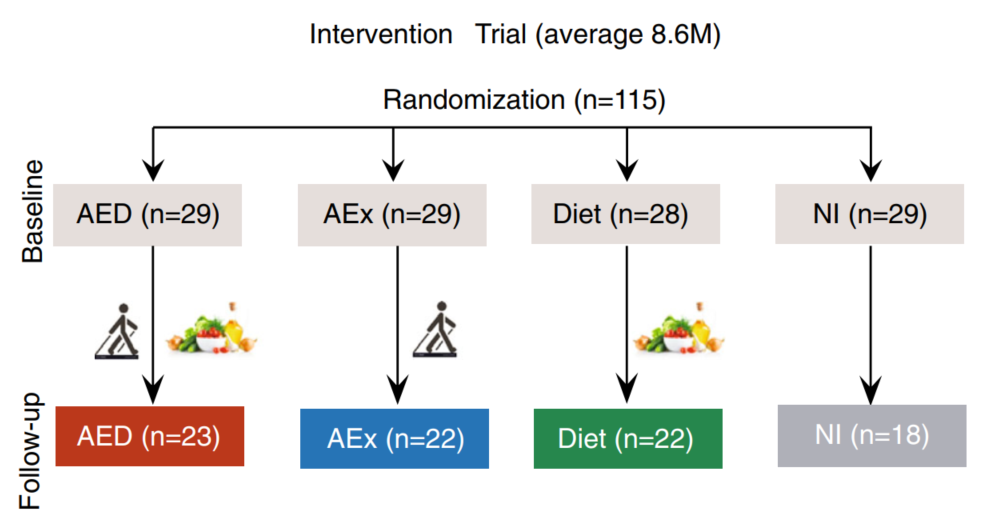 Intervention Trial (average 8.6M)
Randomization (n=115)
Baseline
AED (n=29)
AEx (n=29)
Diet (n=28)
NI (n=29)
Follow-up
AED (n=23)
AEx (n=22)
Diet (n=22)
NI (n=18)